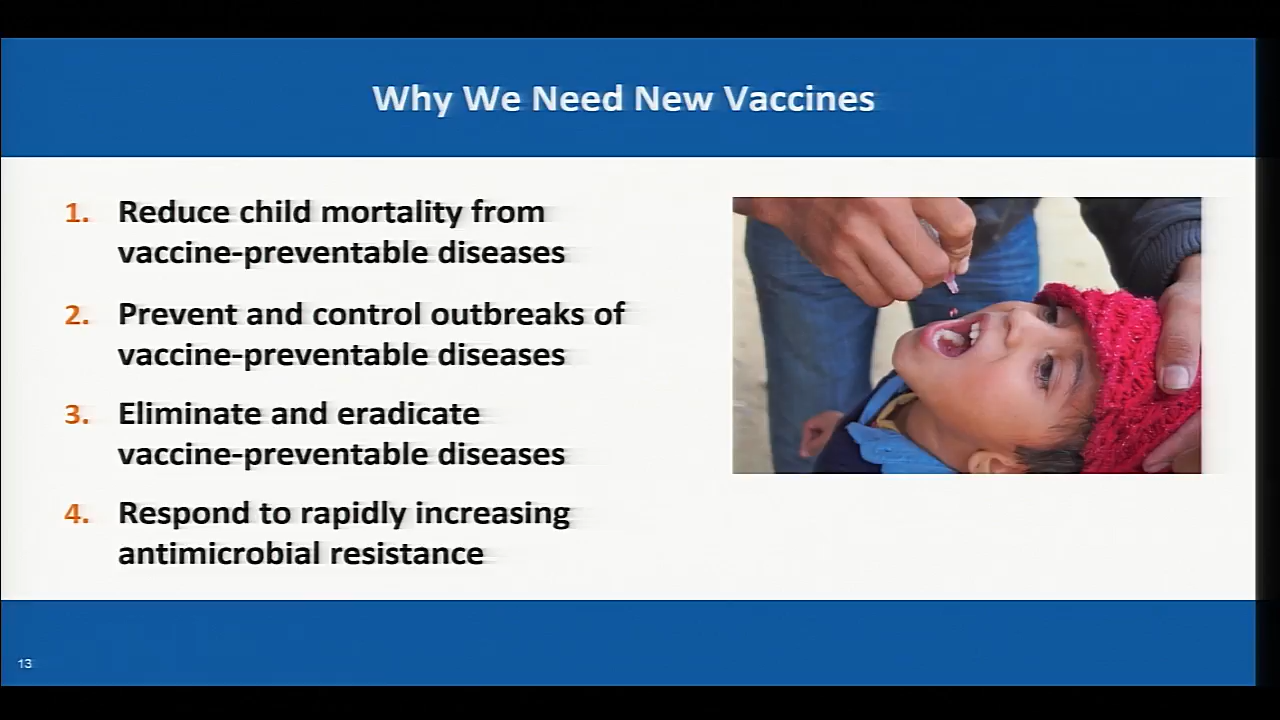 Why We Need New Vaccines
1. Reduce child mortality from
vaccine-preventable diseases
2. Prevent and control outbreaks of
vaccine-preventable diseases
3. Eliminate and eradicate
vaccine-preventable diseases
4. Respond to rapidly increasing
antimicrobial resistance
13